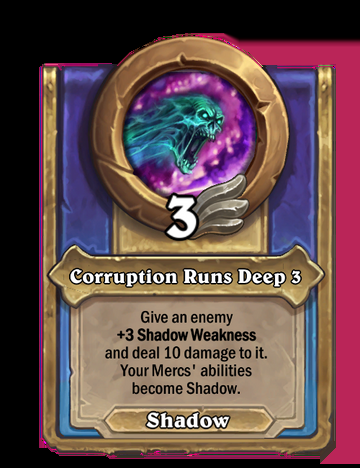 3
Corruption Runs Deep 3
Give an enemy
+3 Shadow Weakness
and deal 10 damage to it.
Your Mercs' abilities
become Shadow.
Shadow